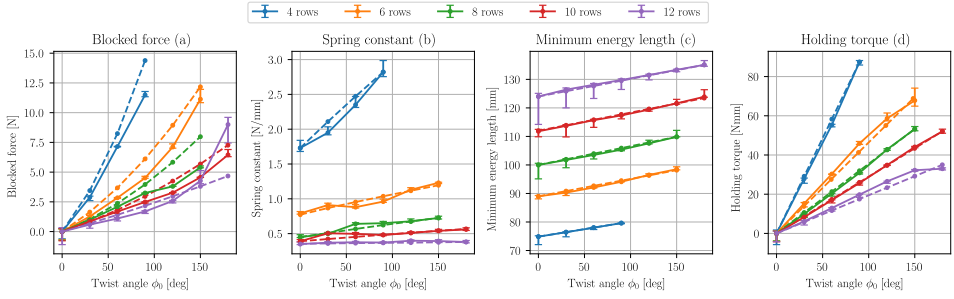 4 rows 6 rows 8 rows 10 rows 12 rows
Blocked force (a)
Blocked force [N]
15.0
12.5
10.0
7.5
5.0
2.5
0.0
0 50 100 150
Twist angle ϕ0 [deg]
Spring constant (b)
Spring constant [N/mm]
3.0
2.5
2.0
1.5
1.0
0.5
0 50 100 150
Twist angle ϕ0 [deg]
Minimum energy length (c)
Minimum energy length [mm]
130
120
110
100
90
80
70
0 50 100 150
Twist angle ϕ0 [deg]
Holding torque (d)
Holding torque [Nmm]
80
60
40
20
0
0 50 100 150
Twist angle ϕ0 [deg]